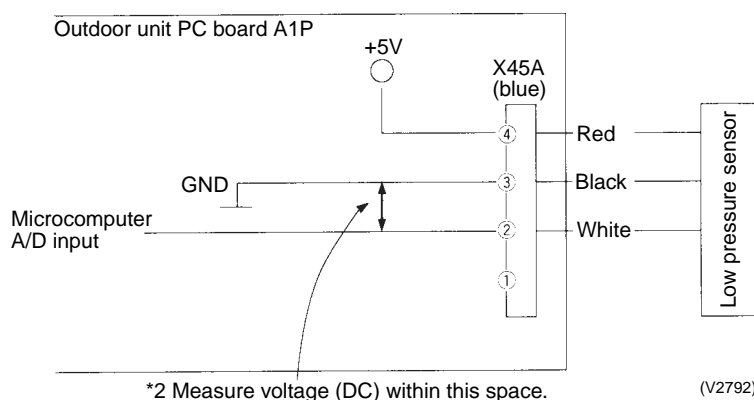 Outdoor unit PC board A1P
+5V
X45A
(blue)
4
Red
GND
3
Black
Microcomputer
A/D input
2
White
1
Low pressure sensor
*2 Measure voltage (DC) within this space.
(V2792)